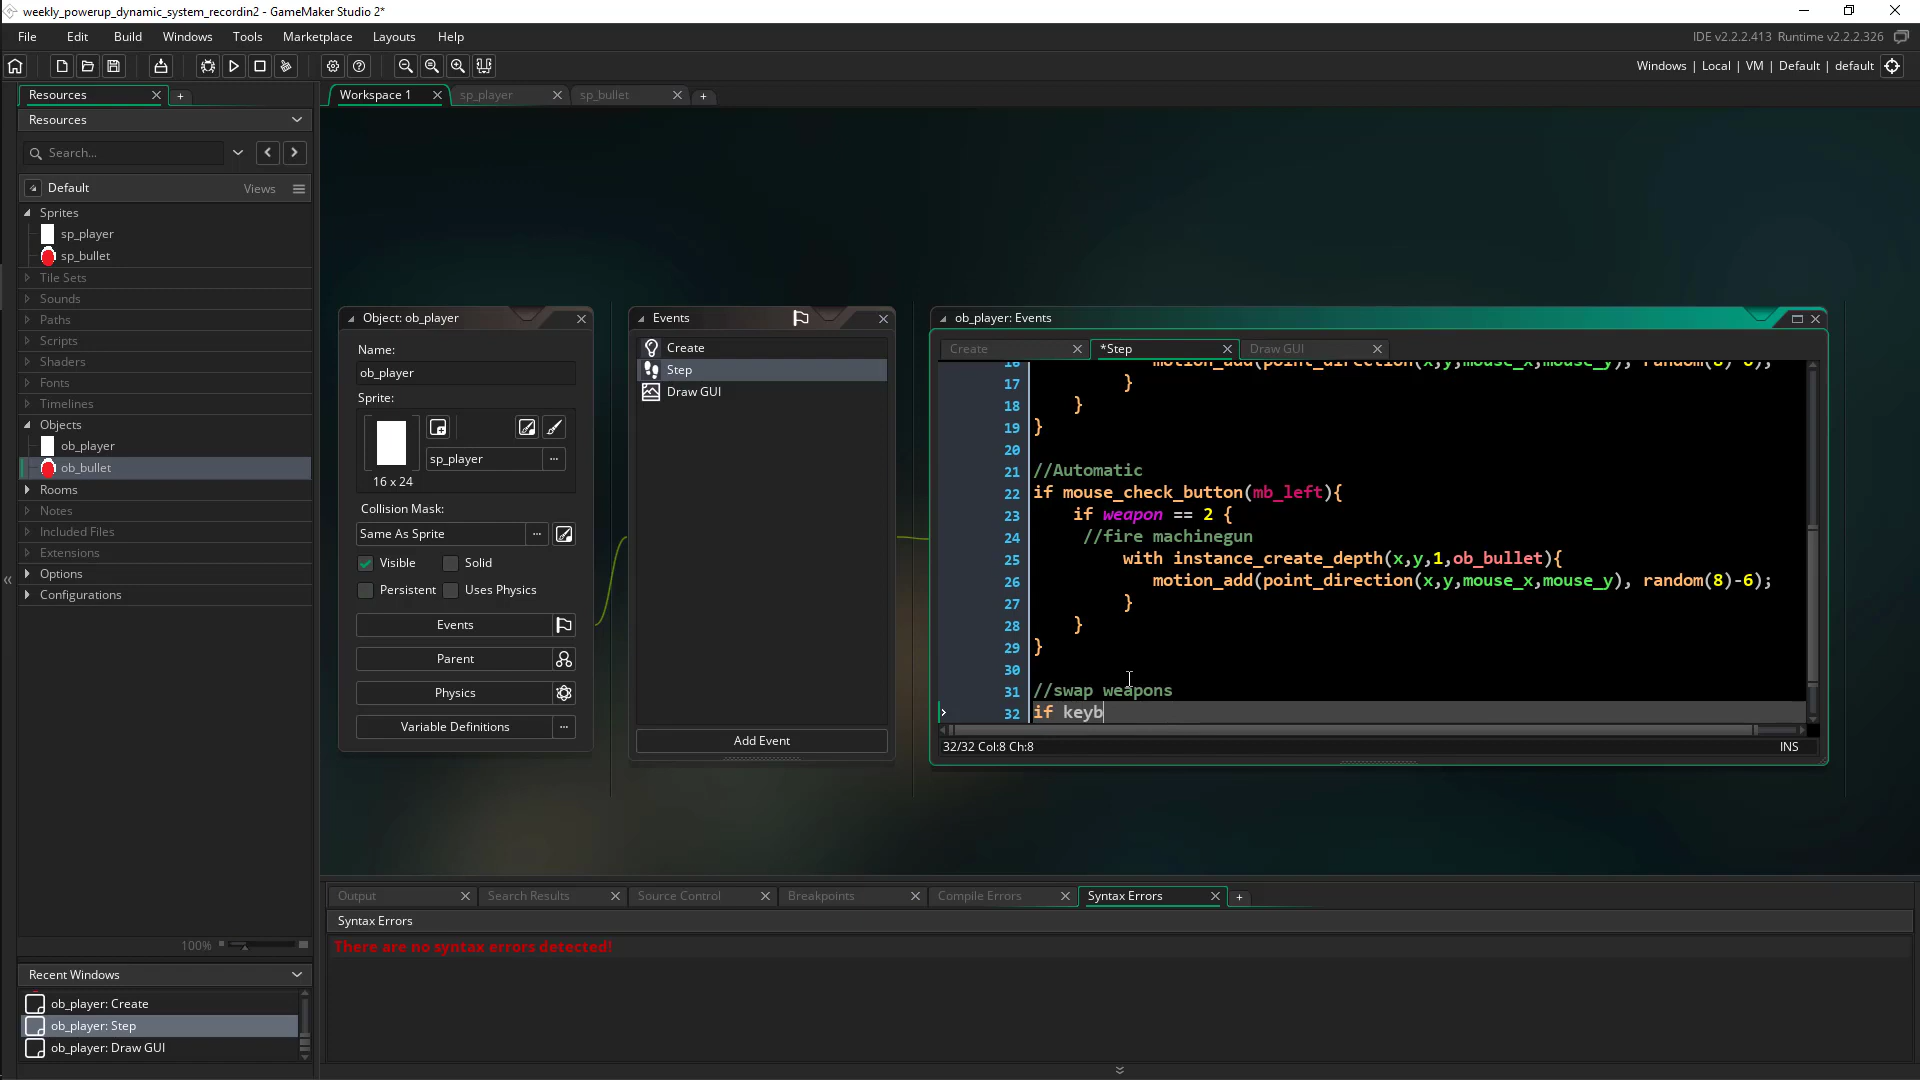 weekly_powerup_dynamic_system_recordin2 - GameMaker Studio 2*
File Edit Build Windows Tools Marketplace Layouts Help
IDE v2.2.2.413 Runtime v2.2.2.326
Windows | Local | VM | Default | default
Resources
Workspace 1
sp_player
sp_bullet
Resources
Search...
Default
Views
Sprites
sp_player
sp_bullet
Tile Sets
Sounds
Paths
Scripts
Shaders
Fonts
Timelines
Objects
ob_player
ob_bullet
Rooms
Notes
Included Files
Extensions
Options
Configurations
100%
Recent Windows
ob_player: Create
ob_player: Step
ob_player: Draw GUI
Object: ob_player
Name:
ob_player
Sprite:
sp_player
16 x 24
Collision Mask:
Same As Sprite
Visible
Solid
Persistent
Uses Physics
Events
Parent
Physics
Variable Definitions
Events
Create
Step
Draw GUI
Add Event
ob_player: Events
Create
*Step
Draw GUI
16 motion_add(point_direction(x,y,mouse_x,mouse_y), random(8)-6);
17 }
18 }
19 }
20
21 //Automatic
22 if mouse_check_button(mb_left){
23 if weapon == 2 {
24 //fire machinegun
25 with instance_create_depth(x,y,1,ob_bullet){
26 motion_add(point_direction(x,y,mouse_x,mouse_y), random(8)-6);
27 }
28 }
29 }
30
31 //swap weapons
32 if keyb
32/32 Col:8 Ch:8
INS
Output
Search Results
Source Control
Breakpoints
Compile Errors
Syntax Errors
Syntax Errors
There are no syntax errors detected!